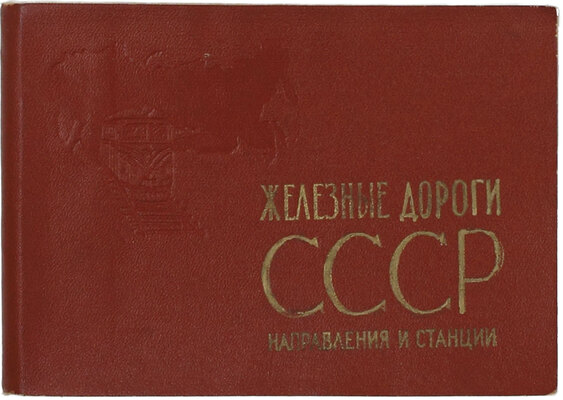 ЖЕЛЕЗНЫЕ ДОРОГИ
СССР
НАПРАВЛЕНИЯ И СТАНЦИИ